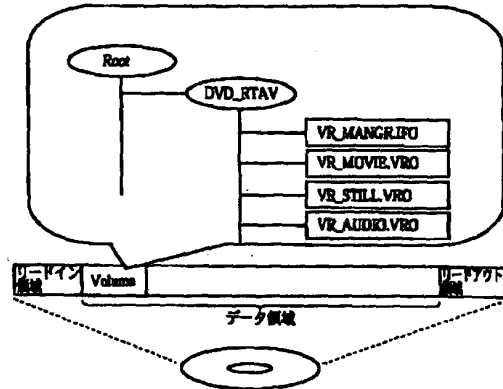 Root
DVD_RTAV
VR_MANGR.IFO
VR_MOVIE.VRO
VR_STILL.VRO
VR_AUDIO.VRO
リードイン
領域
Volume
リードアウト
領域
データ領域